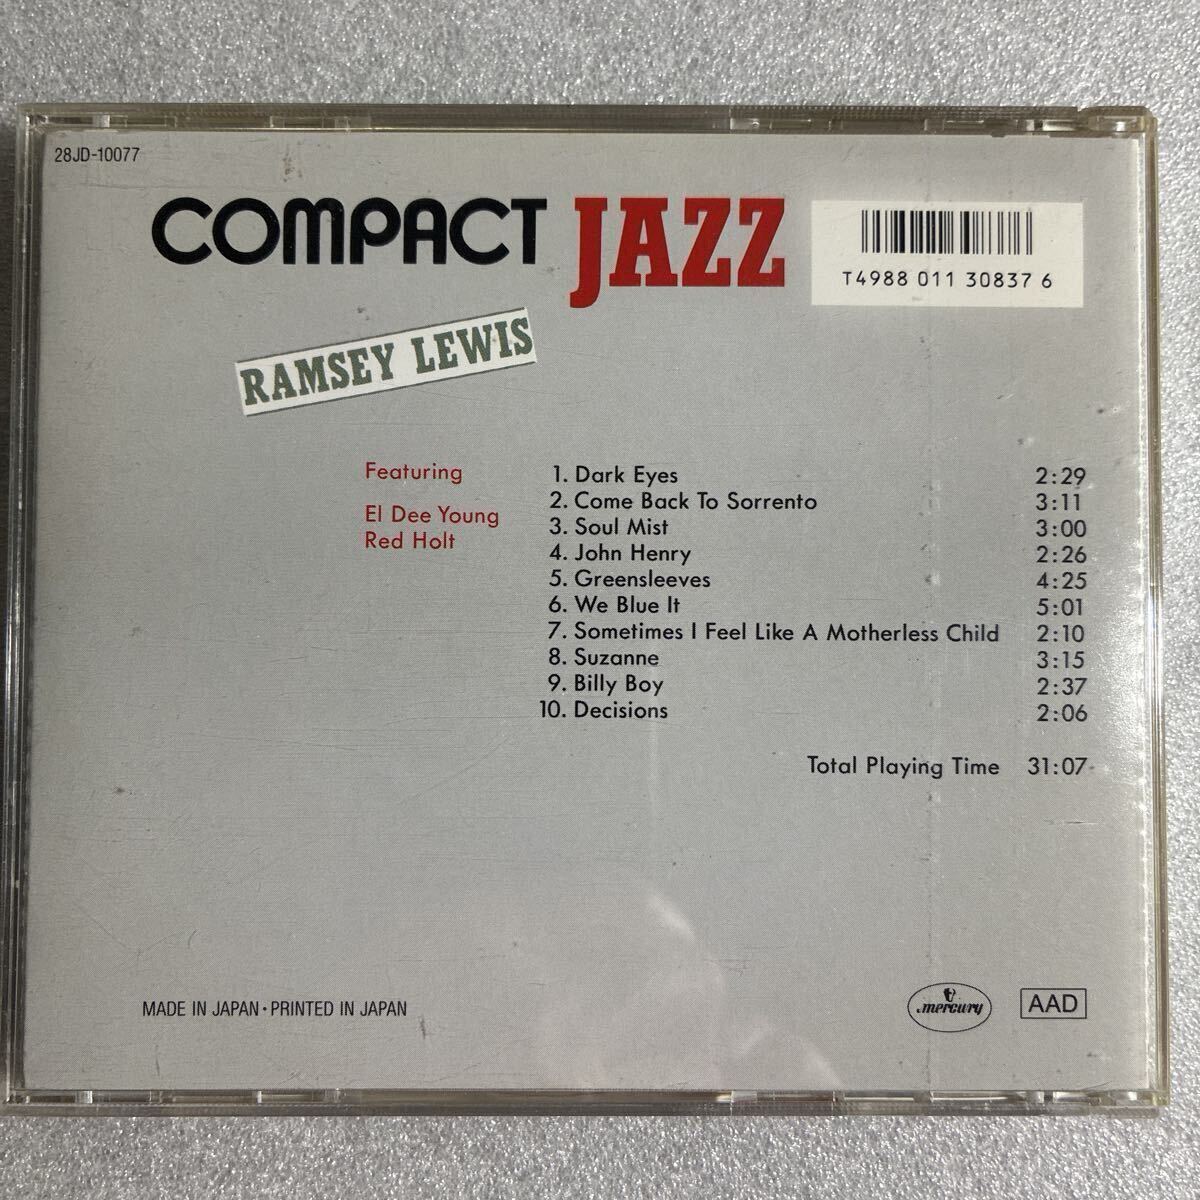 28JD-10077
COMPACT JAZZ
T4988 011 30837 6
RAMSEY LEWIS
Featuring
El Dee Young
Red Holt
1. Dark Eyes 2:29
2. Come Back To Sorrento 3:11
3. Soul Mist 3:00
4. John Henry 2:26
5. Greensleeves 4:25
6. We Blue It 5:01
7. Sometimes I Feel Like A Motherless Child 2:10
8. Suzanne 3:15
9. Billy Boy 2:37
10. Decisions 2:06
Total Playing Time 31:07
MADE IN JAPAN・PRINTED IN JAPAN
mercury
AAD